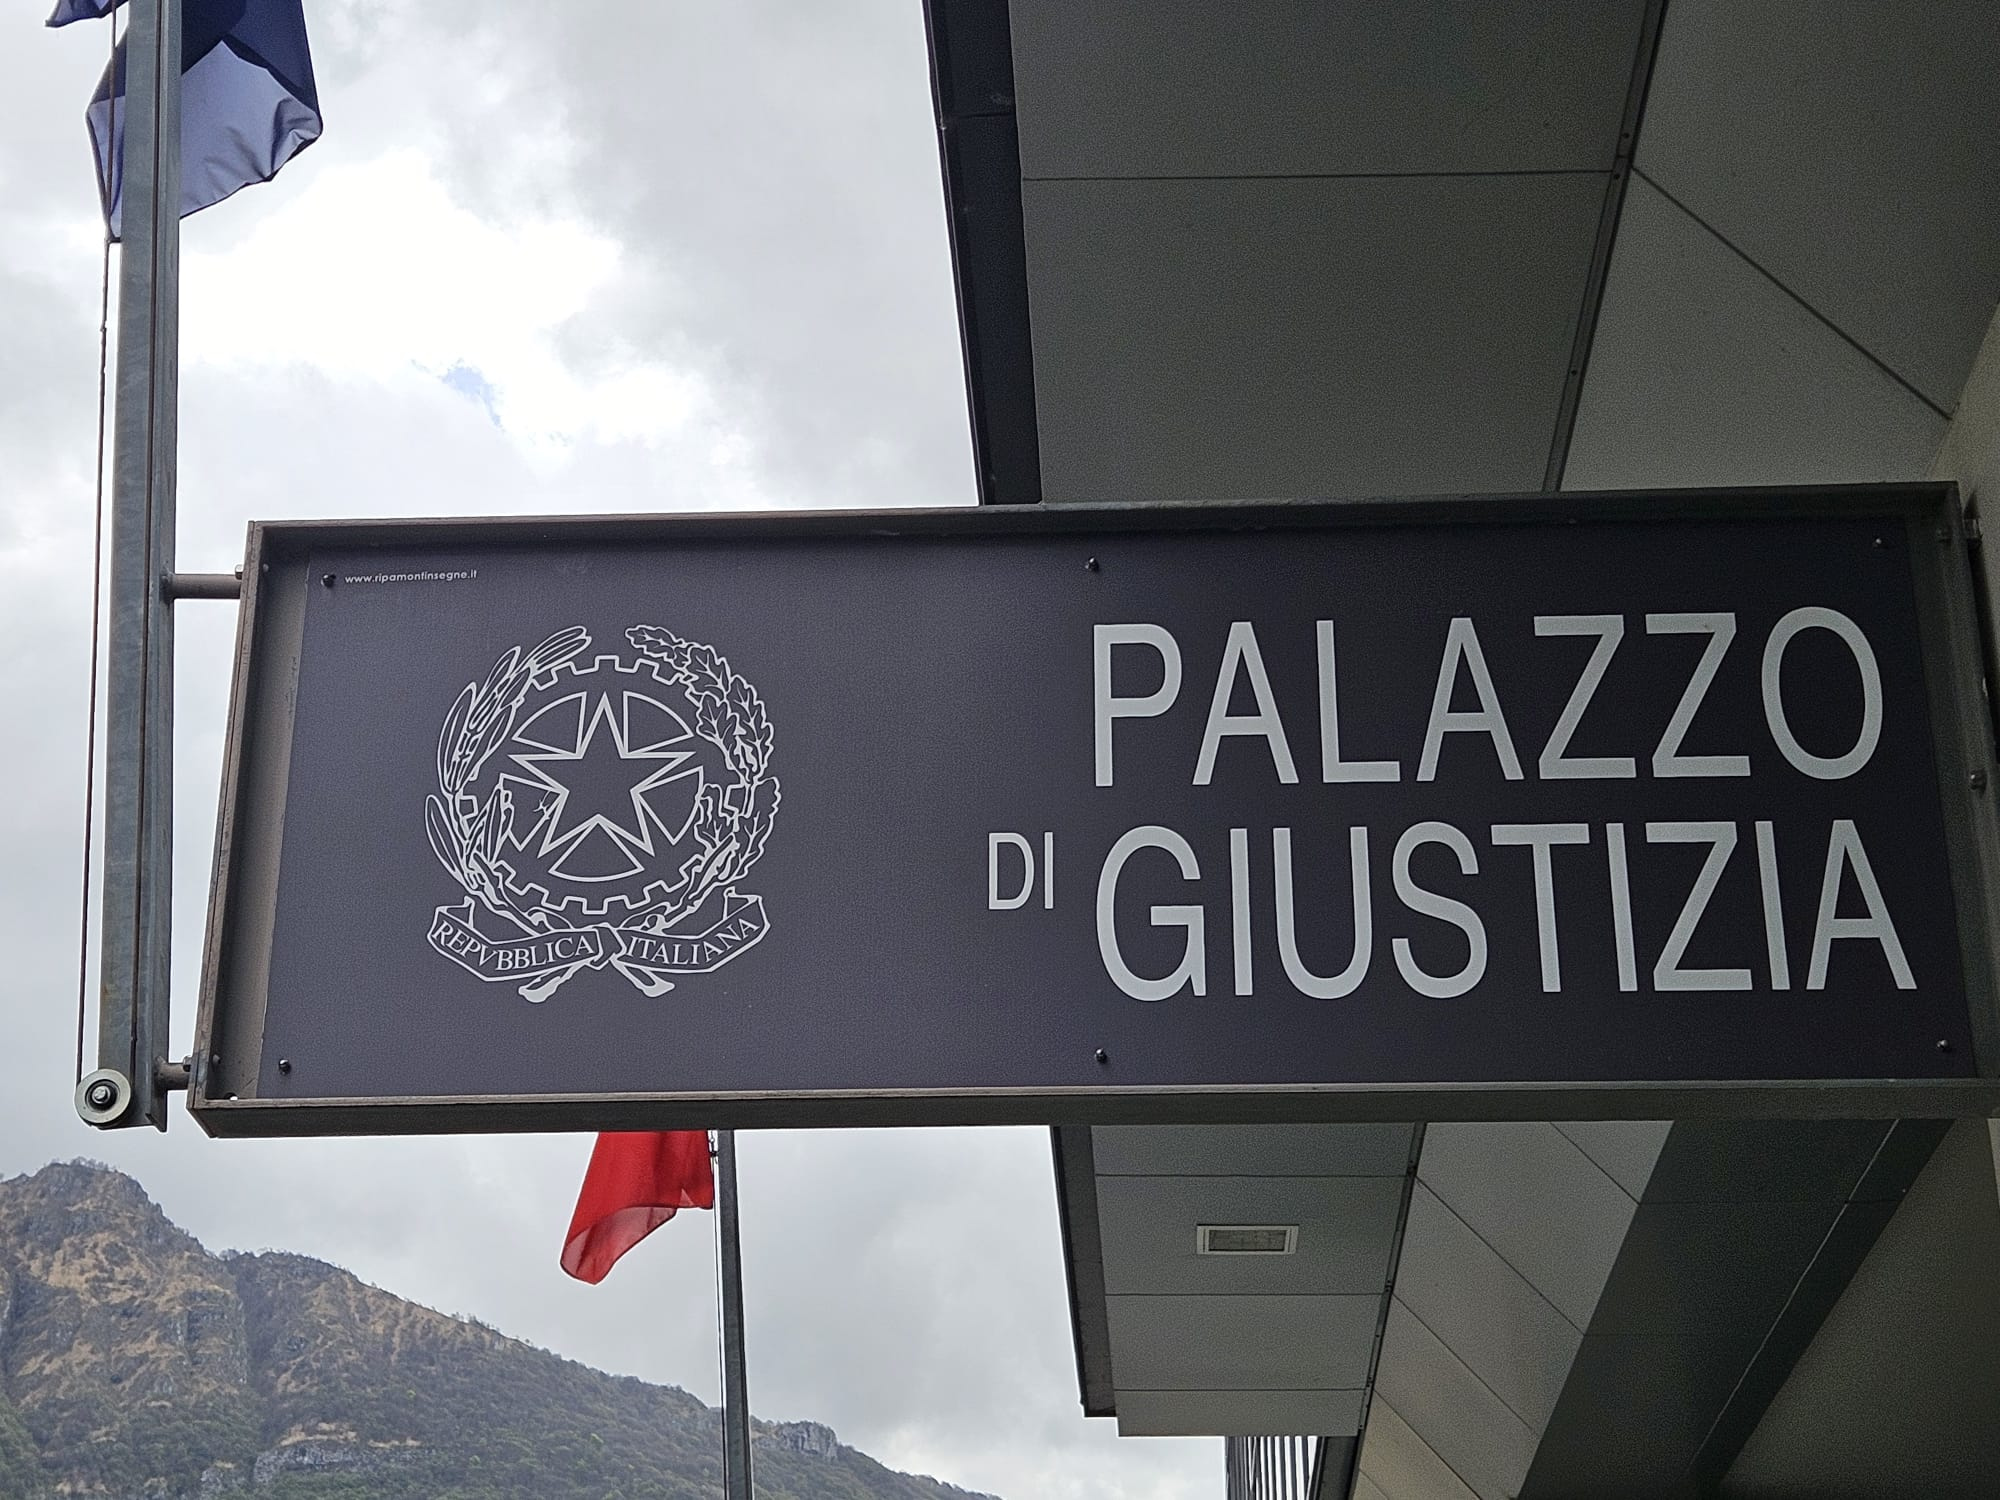 www.ripamontinsegne.it
REPVBBLICA ITALIANA
PALAZZO
DI GIUSTIZIA